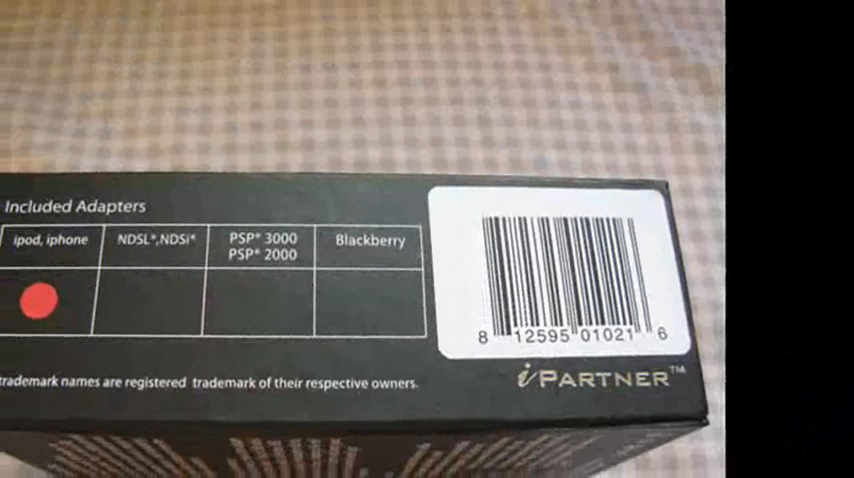 Included Adapters
ipod, iphone
NDSL*,NDSi*
PSP* 3000
PSP* 2000
Blackberry
8 12595 01021 6
trademark names are registered trademark of their respective owners.
iPARTNER™